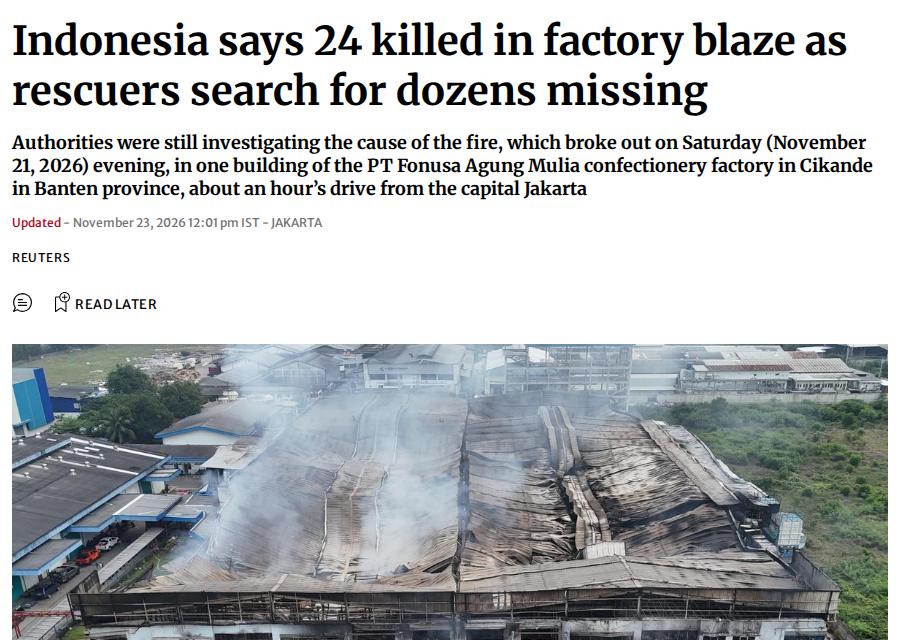 Indonesia says 24 killed in factory blaze as
rescuers search for dozens missing
Authorities were still investigating the cause of the fire, which broke out on Saturday (November
21, 2026) evening, in one building of the PT Fonusa Agung Mulia confectionery factory in Cikande
in Banten province, about an hour’s drive from the capital Jakarta
Updated - November 23, 2026 12:01 pm IST - JAKARTA
REUTERS
READ LATER